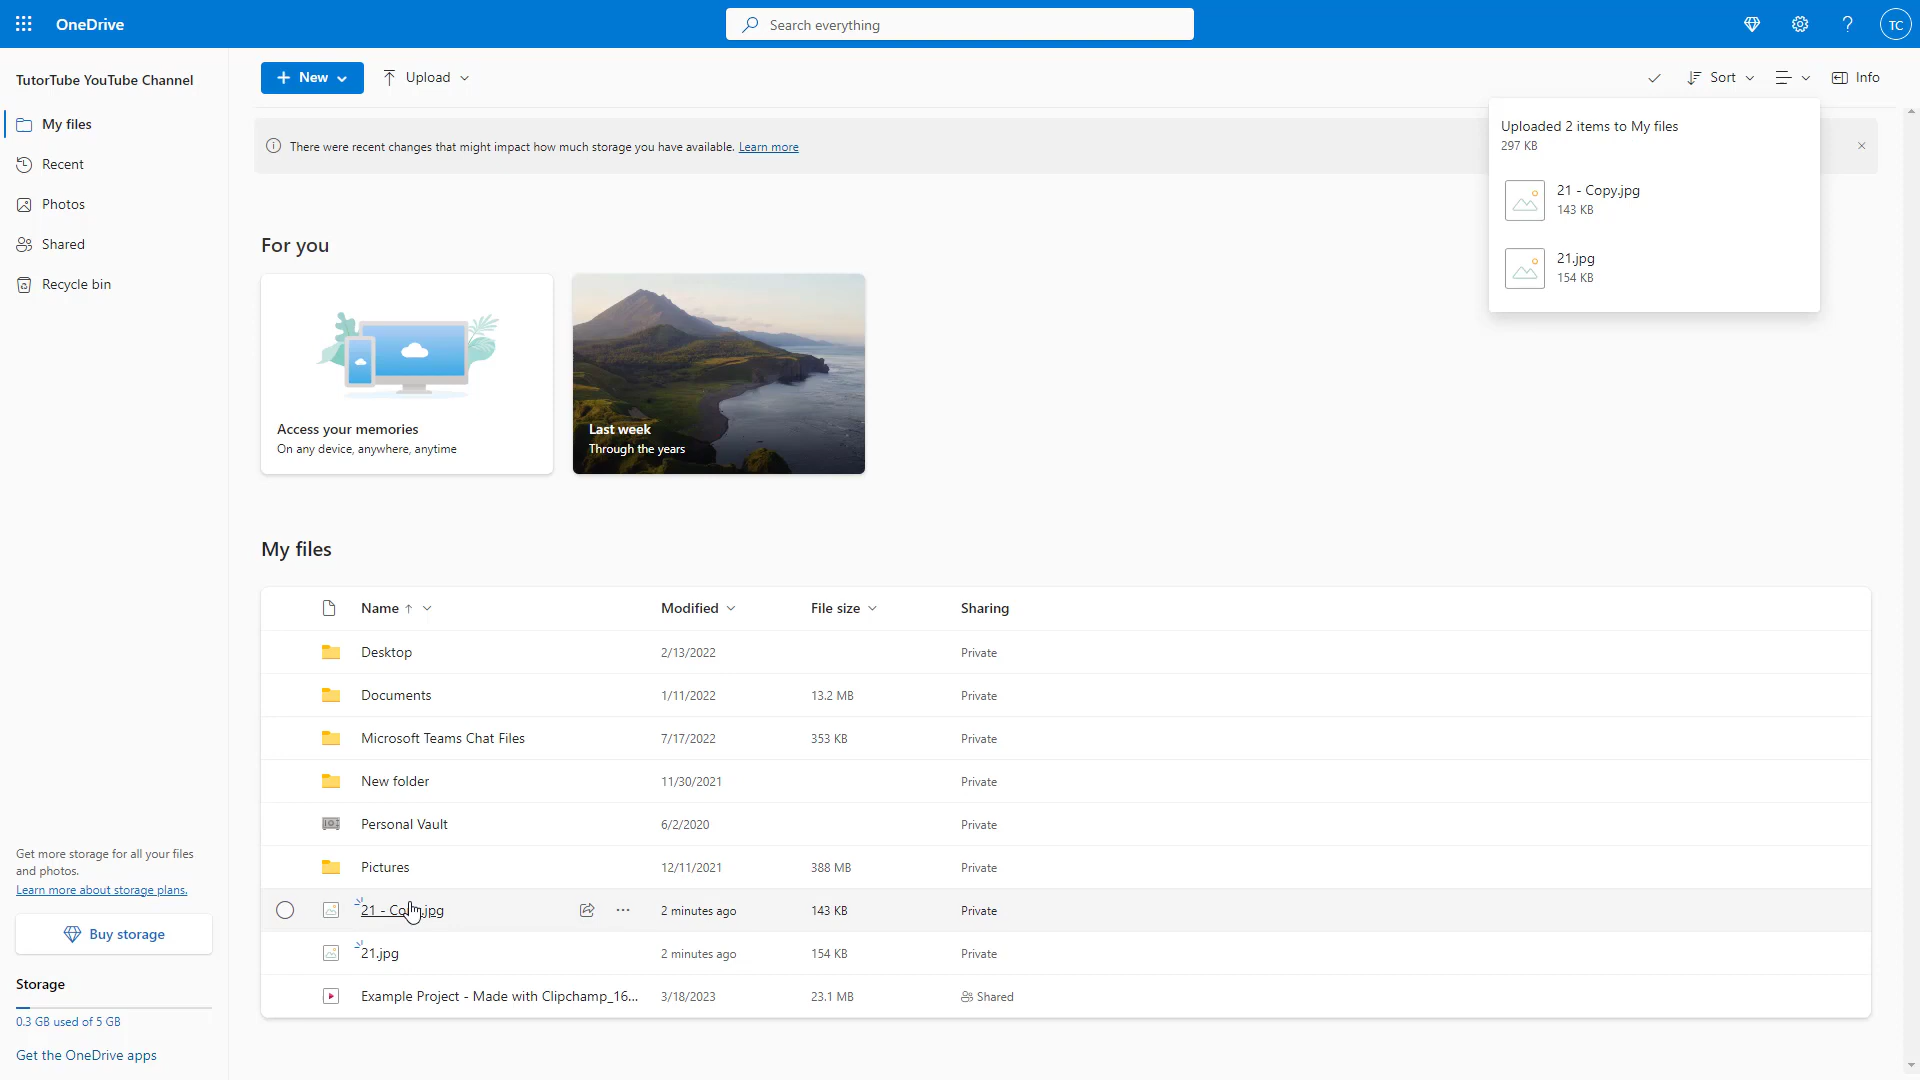 OneDrive
Search everything
TC
TutorTube YouTube Channel
New
Upload
Sort
Info
My files
Recent
Photos
Shared
Recycle bin
There were recent changes that might impact how much storage you have available. Learn more
Uploaded 2 items to My files
297 KB
21 - Copy.jpg
143 KB
21.jpg
154 KB
For you
Access your memories
On any device, anywhere, anytime
Last week
Through the years
My files
Name Modified File size Sharing
Desktop 2/13/2022 Private
Documents 1/11/2022 13.2 MB Private
Microsoft Teams Chat Files 7/17/2022 353 KB Private
New folder 11/30/2021 Private
Personal Vault 6/2/2020 Private
Pictures 12/11/2021 388 MB Private
21 - Copy.jpg 2 minutes ago 143 KB Private
21.jpg 2 minutes ago 154 KB Private
Example Project - Made with Clipchamp_16... 3/18/2023 23.1 MB Shared
Get more storage for all your files
and photos.
Learn more about storage plans.
Buy storage
Storage
0.3 GB used of 5 GB
Get the OneDrive apps